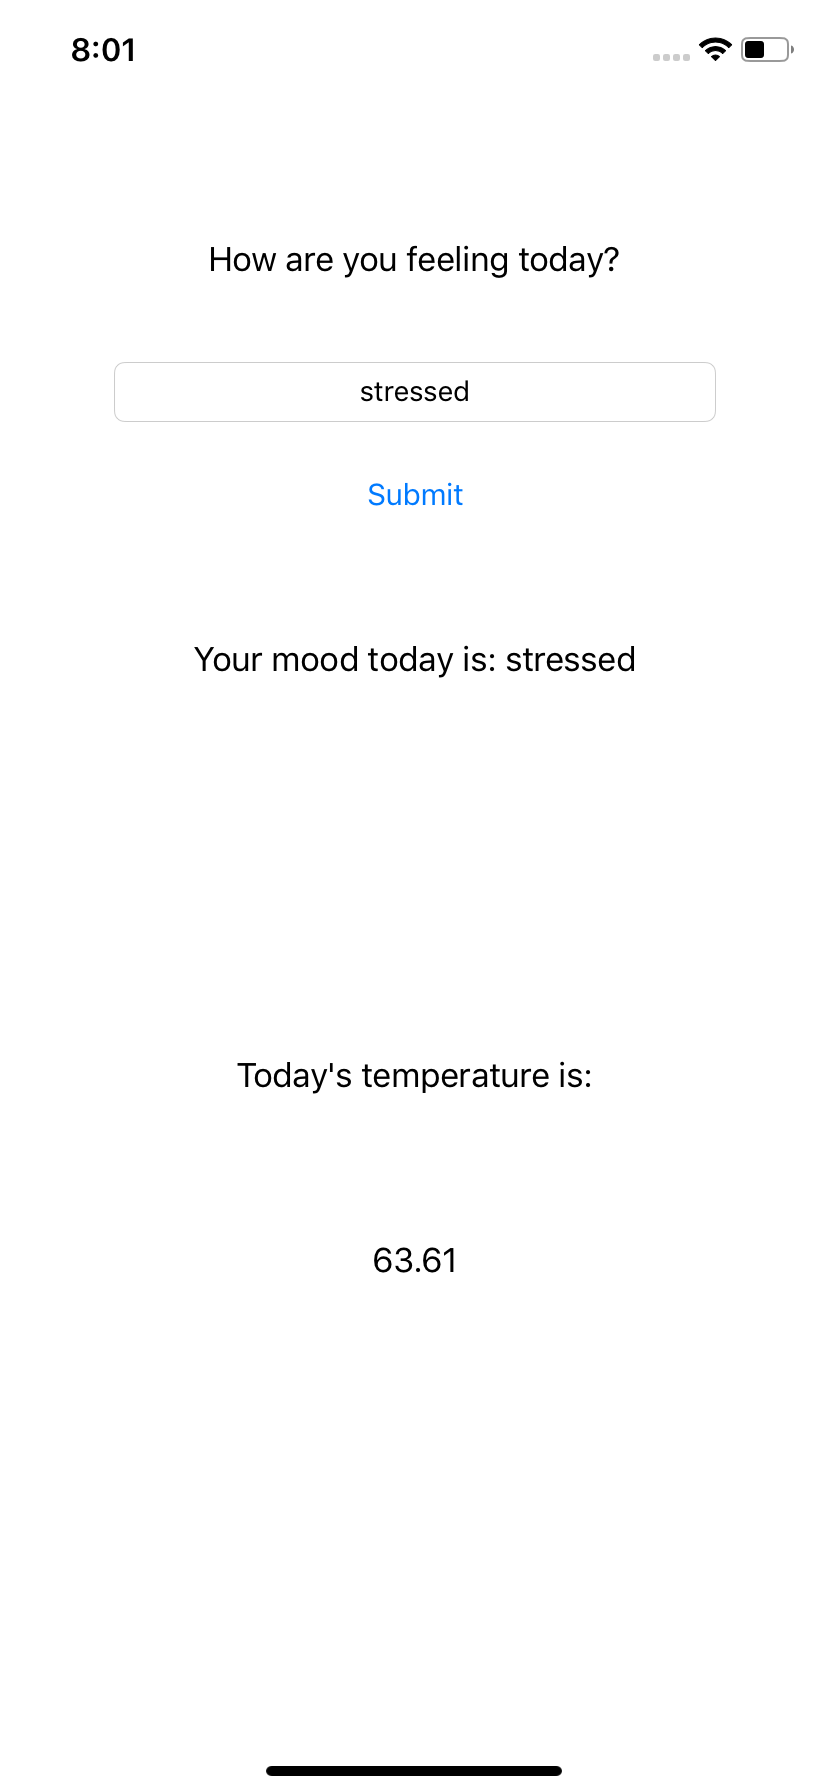 8:01
How are you feeling today?
stressed
Submit
Your mood today is: stressed
Today's temperature is:
63.61